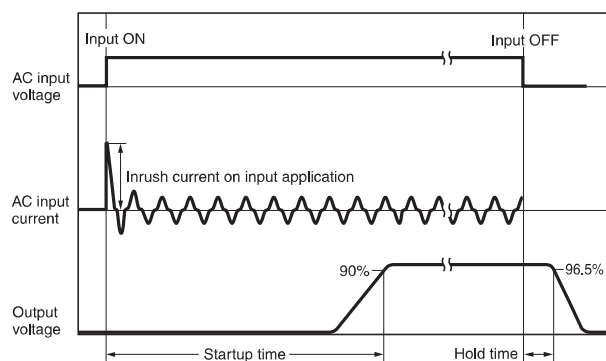 Input ON
Input OFF
AC input
voltage
Inrush current on input application
AC input
current
90%
96.5%
Output
voltage
Startup time
Hold time